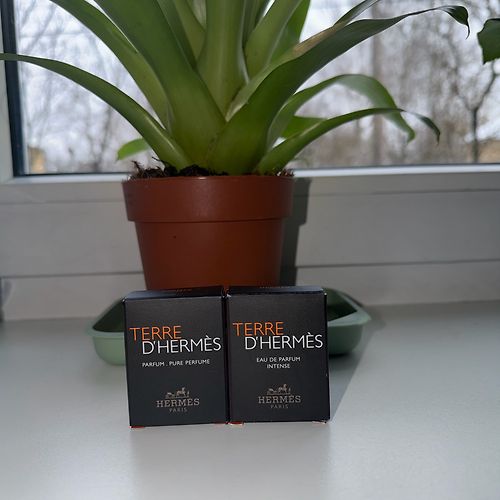 TERRE
D'HERMÈS
PARFUM . PURE PERFUME
HERMÈS
PARIS
TERRE
D'HERMÈS
EAU DE PARFUM
INTENSE
HERMÈS
PARIS